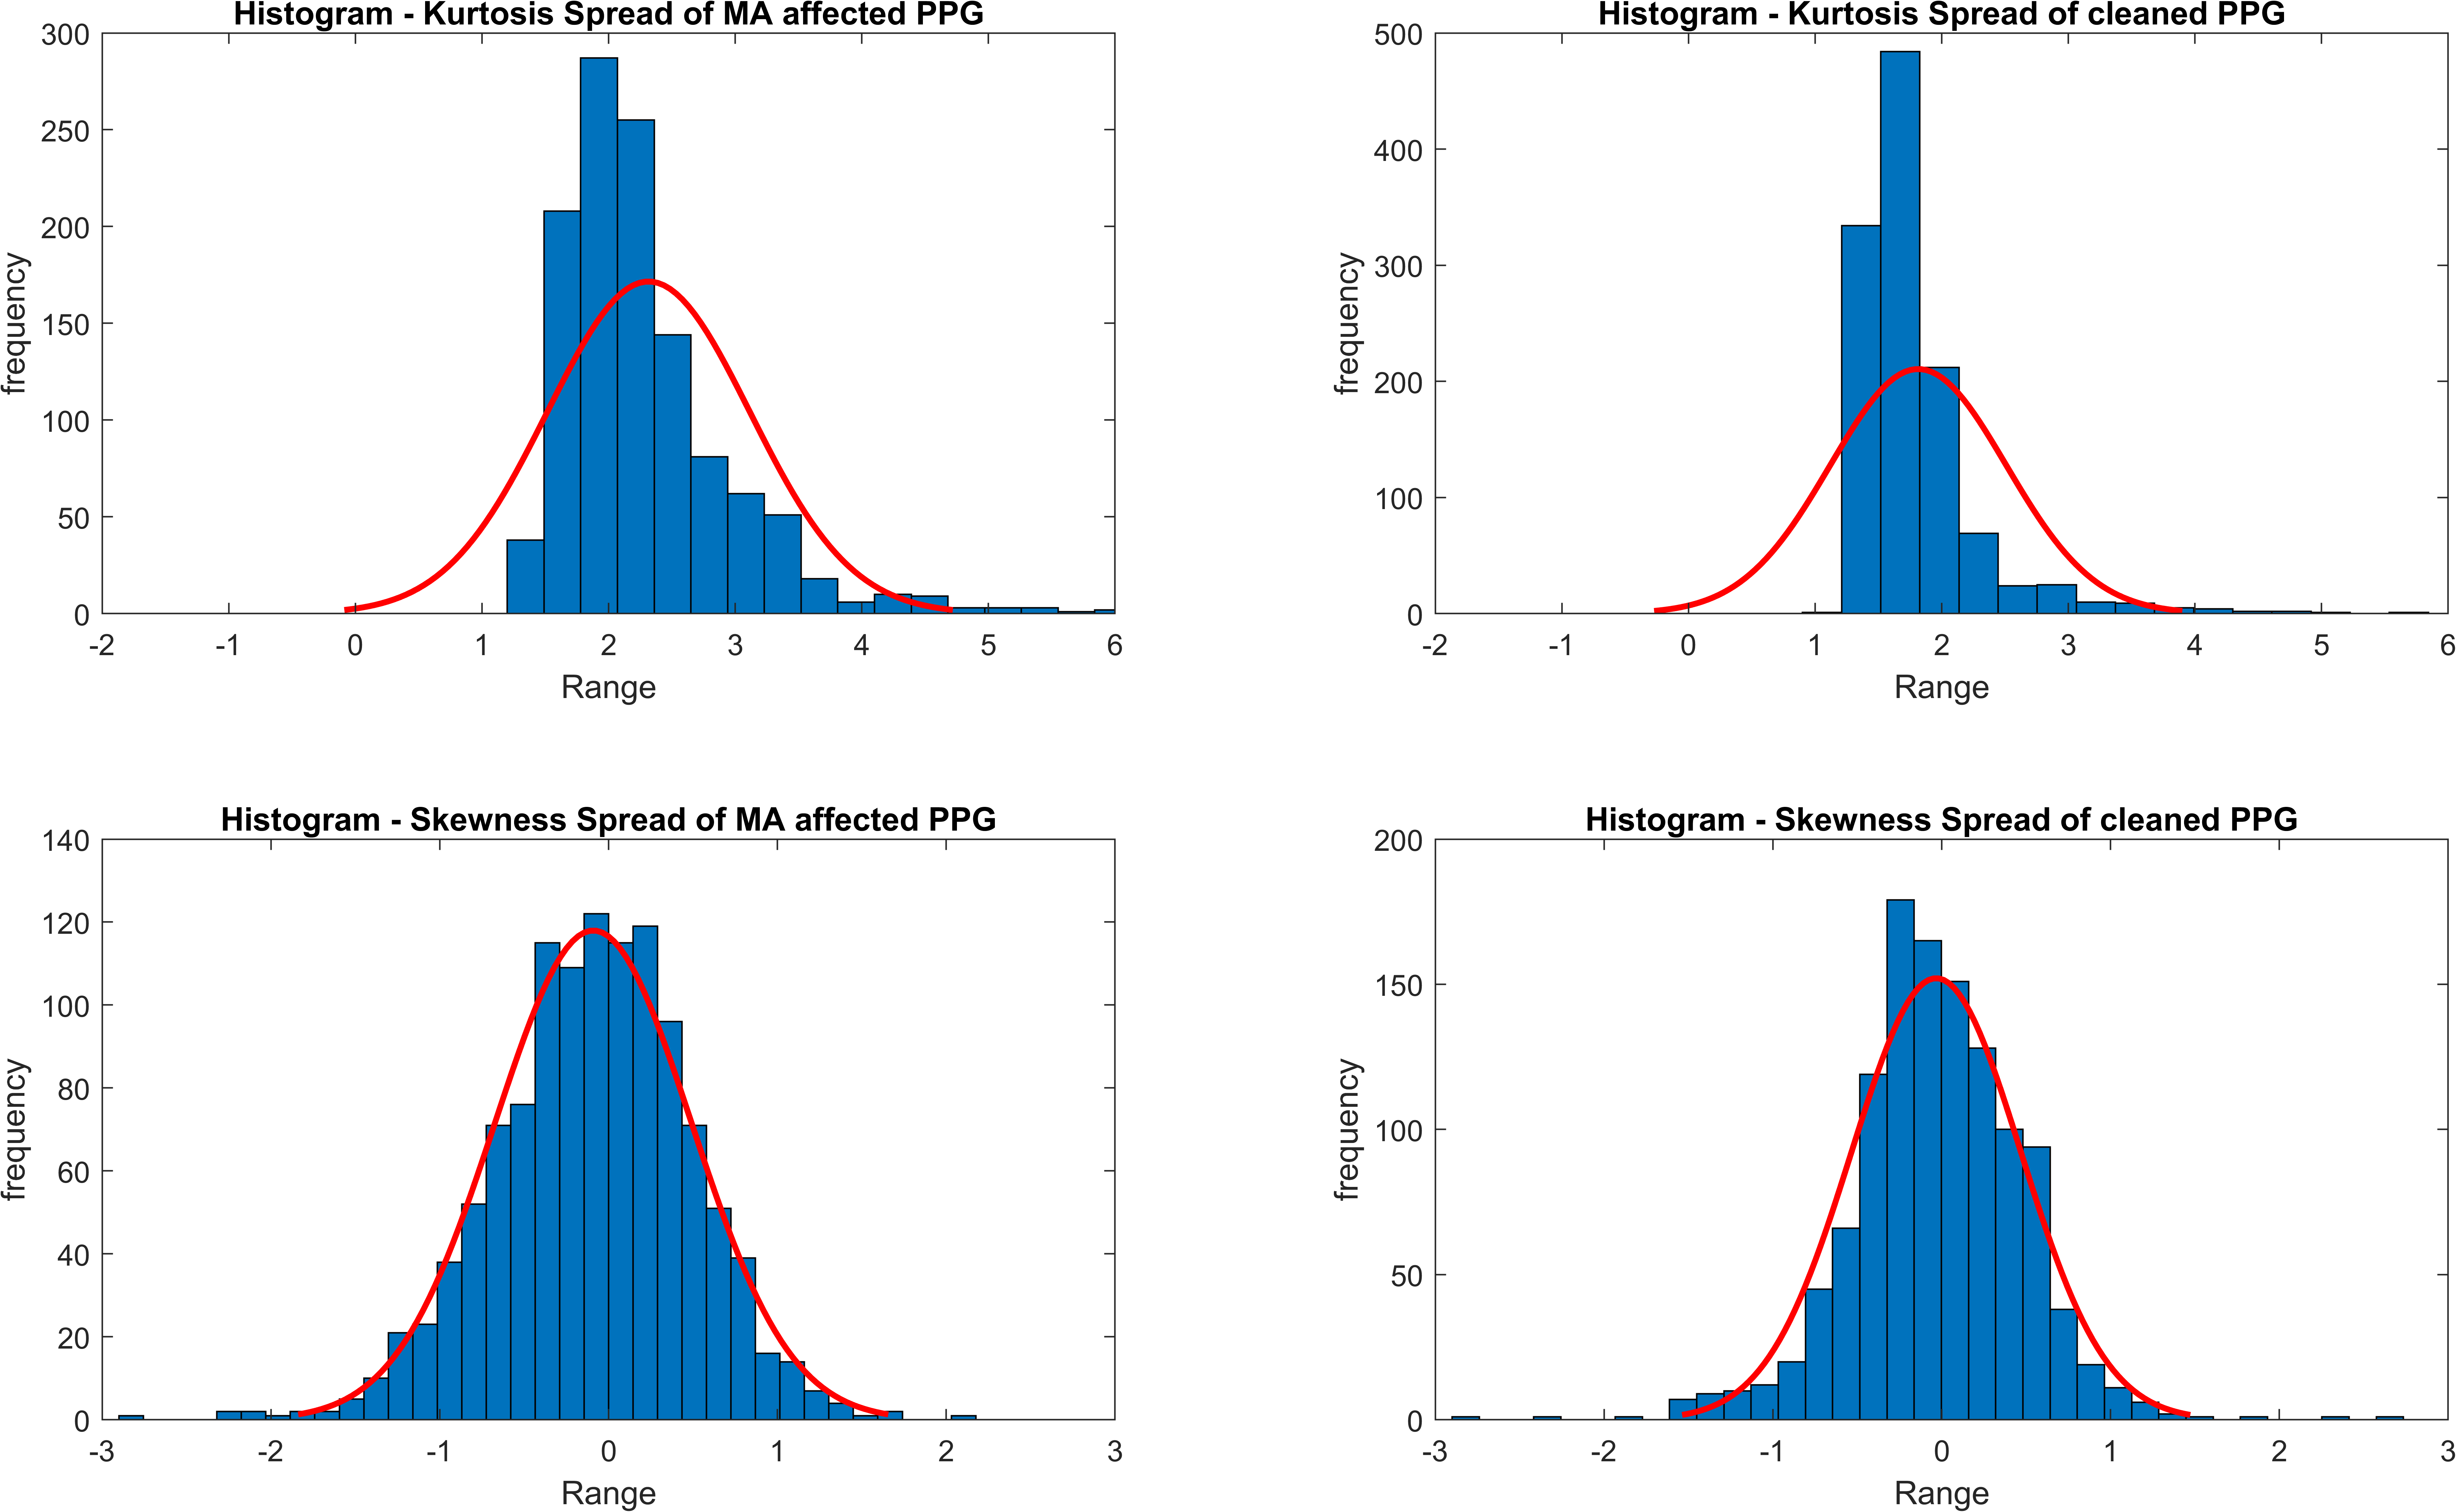 Histogram - Kurtosis Spread of MA affected PPG
300
250
200
150
100
50
0
frequency
-2 -1 0 1 2 3 4 5 6
Range
Histogram - Kurtosis Spread of cleaned PPG
500
400
300
200
100
0
frequency
-2 -1 0 1 2 3 4 5 6
Range
Histogram - Skewness Spread of MA affected PPG
140
120
100
80
60
40
20
0
frequency
-3 -2 -1 0 1 2 3
Range
Histogram - Skewness Spread of cleaned PPG
200
150
100
50
0
frequency
-3 -2 -1 0 1 2 3
Range